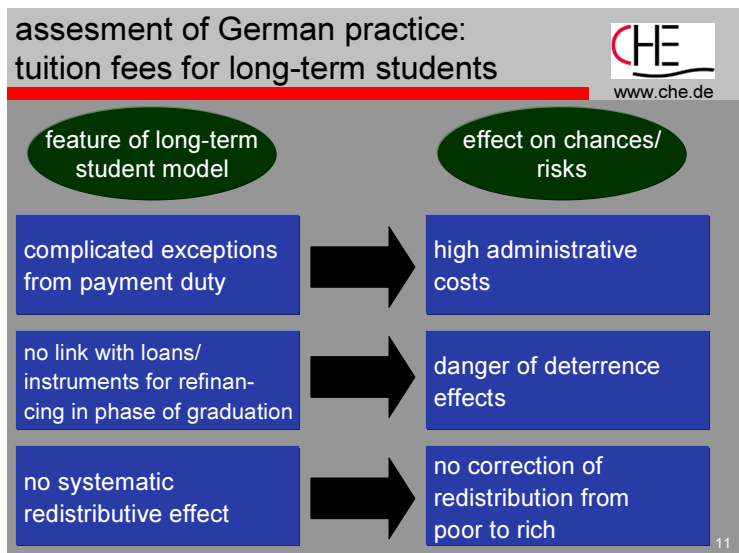 assesment of German practice:
tuition fees for long-term students
CHE
www.che.de
feature of long-term
student model
effect on chances/
risks
complicated exceptions
from payment duty
high administrative
costs
no link with loans/
instruments for refinan-
cing in phase of graduation
danger of deterrence
effects
no systematic
redistributive effect
no correction of
redistribution from
poor to rich
11